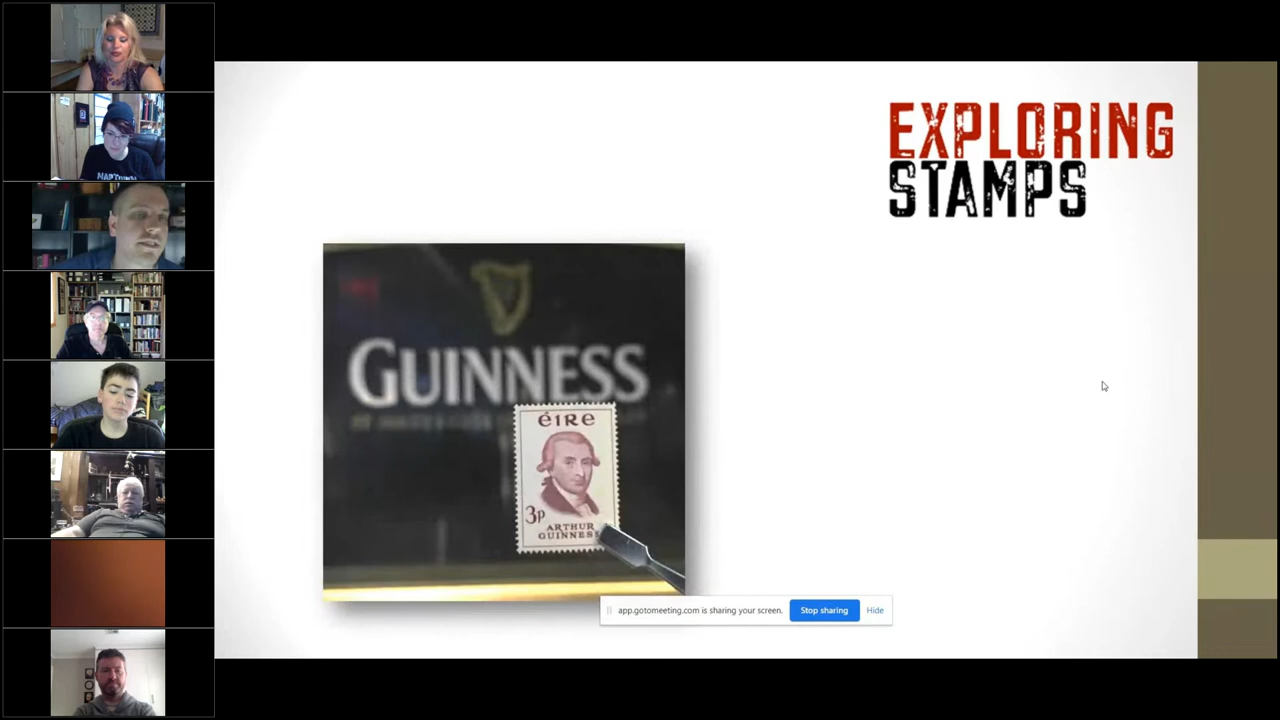 EXPLORING
STAMPS
GUINNESS
éire
3p
ARTHUR
GUINNESS
app.gotomeeting.com is sharing your screen.
Stop sharing
Hide